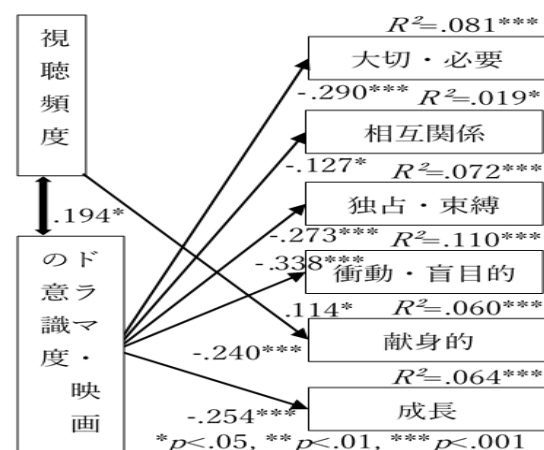 視聴頻度
.194*
ドラマ・映画
の意識度
R²=.081***
大切・必要
-.290***
R²=.019*
相互関係
-.127*
R²=.072***
独占・束縛
-.273***
R²=.110***
-.338***
衝動・盲目的
.114*
R²=.060***
献身的
-.240***
R²=.064***
成長
-.254***
*p<.05, **p<.01, ***p<.001